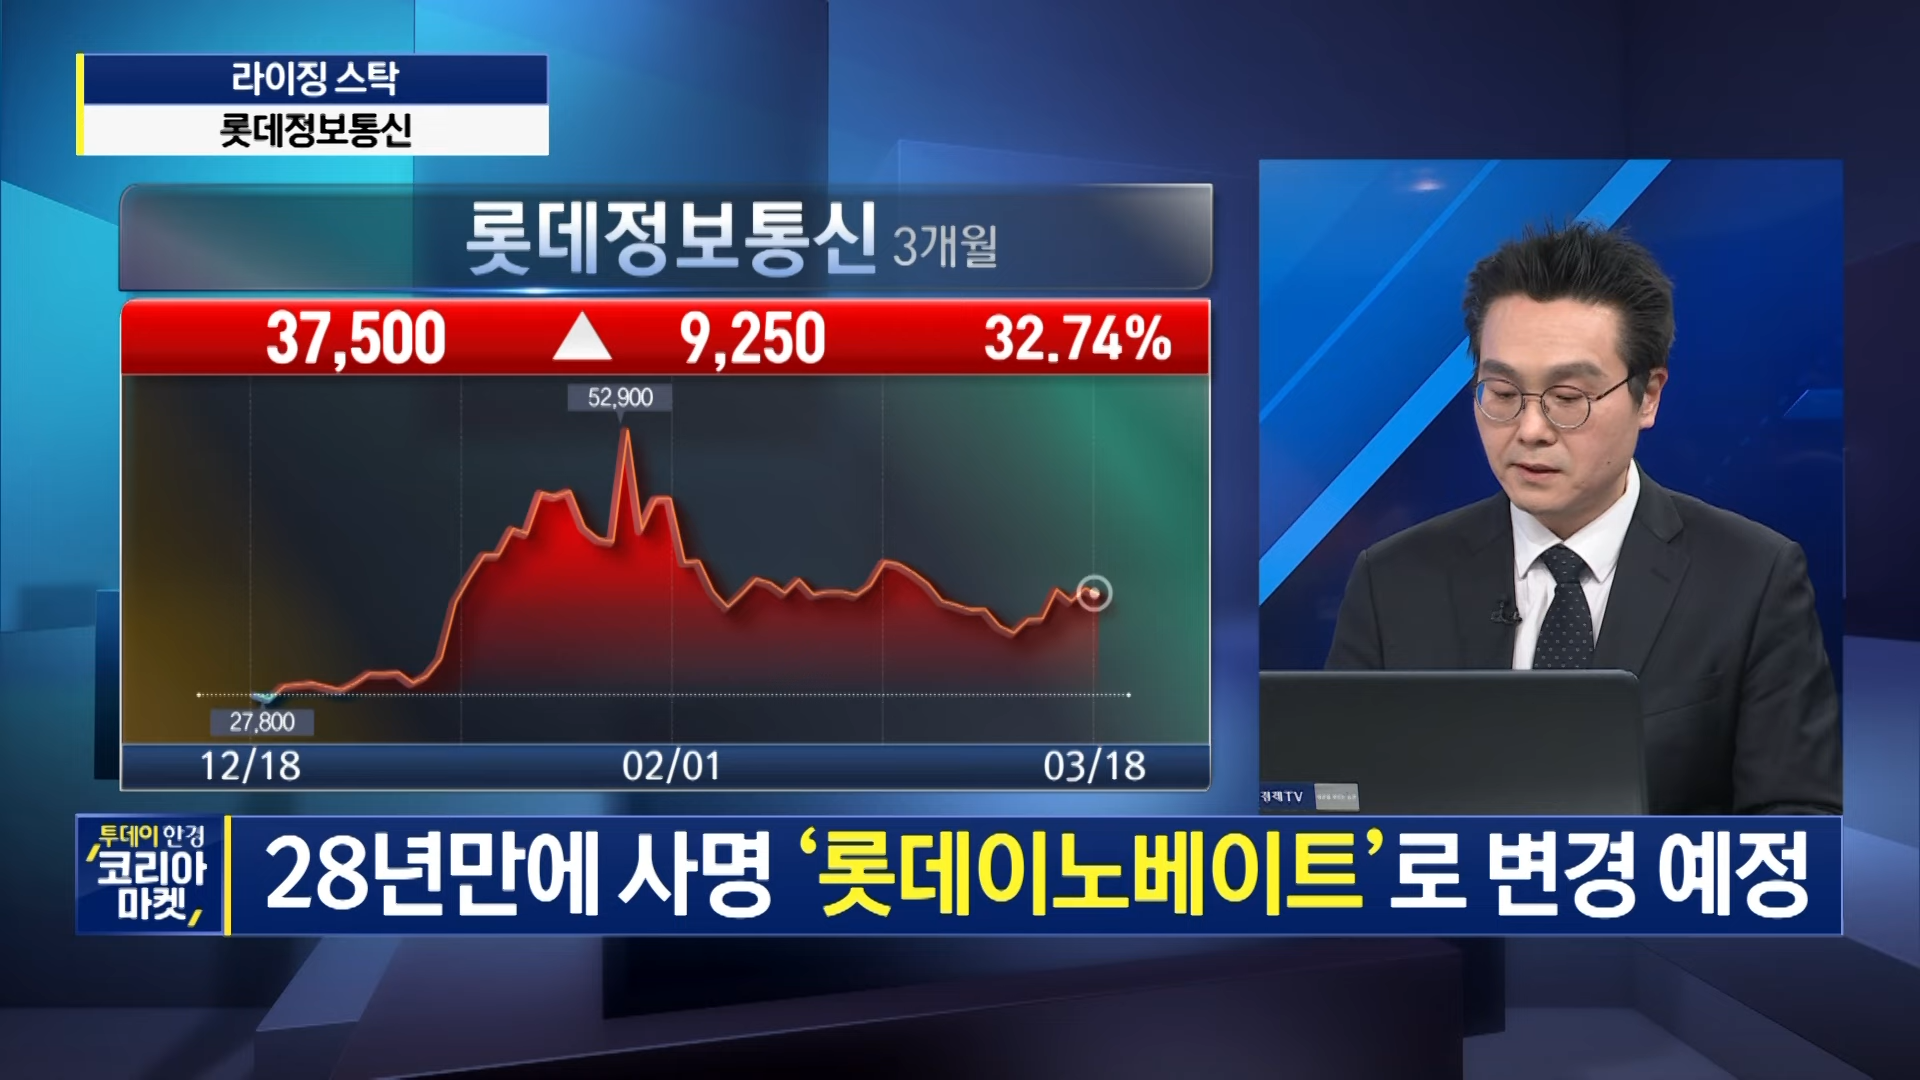 라이징 스탁
롯데정보통신
롯데정보통신 3개월
37,500 ▲ 9,250 32.74%
52,900
27,800
12/18 02/01 03/18
경제TV
투데이 한경
코리아
마켓
28년만에 사명 ‘롯데이노베이트’로 변경 예정